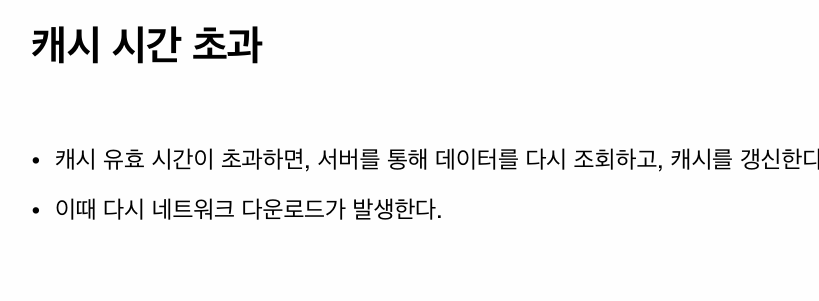 캐시 시간 초과
• 캐시 유효 시간이 초과하면, 서버를 통해 데이터를 다시 조회하고, 캐시를 갱신한다
• 이때 다시 네트워크 다운로드가 발생한다.